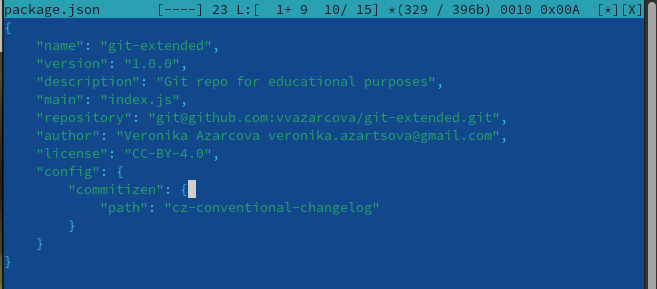 package.json [----] 23 L:[ 1+ 9 10/ 15] *(329 / 396b) 0010 0x00A [*][X]
{
    "name": "git-extended",
    "version": "1.0.0",
    "description": "Git repo for educational purposes",
    "main": "index.js",
    "repository": "git@github.com:vvazarcova/git-extended.git",
    "author": "Veronika Azarcova veronika.azartsova@gmail.com",
    "license": "CC-BY-4.0",
    "config": {
        "commitizen": {
            "path": "cz-conventional-changelog"
        }
    }
}